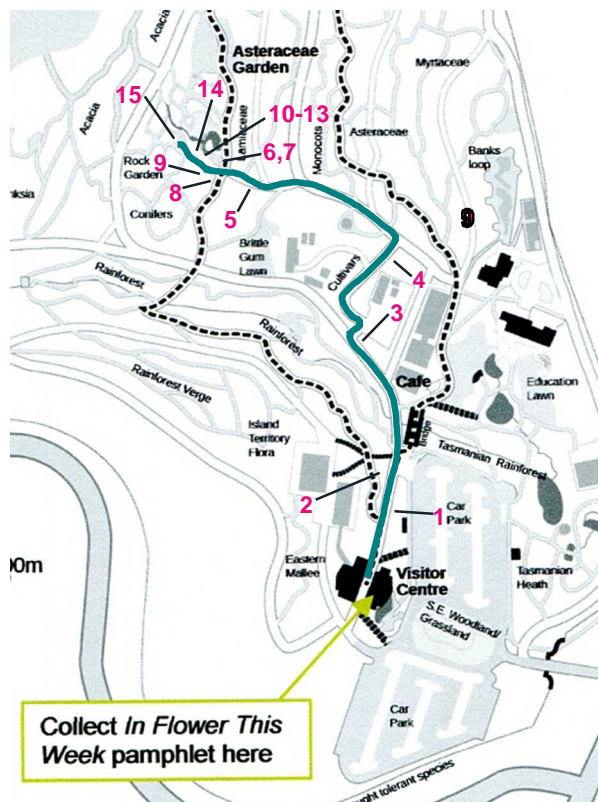 Acacia
Asteraceae
Garden
Myrtaceae
14
15
10-13
Acacia
Lamiaceae
Monocots
Asteraceae
Banks
loop
6,7
Rock
Garden
9
8
5
9
Conifers
Brittle
Gum
Lawn
Cultivars
4
Rainforest
3
Rainforest
Rainforest Verge
Cafe
Education
Lawn
Island
Territory
Flora
Bridge
Tasmanian Rainforest
2
1
Car
Park
Eastern
Mallee
Visitor
Centre
Tasmanian
Heath
S.E. Woodland/
Grassland
Car
Park
Collect In Flower This
Week pamphlet here
tolerant species